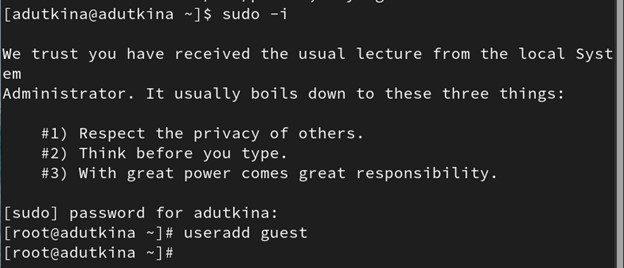 [adutkina@adutkina ~]$ sudo -i
We trust you have received the usual lecture from the local Syst
em
Administrator. It usually boils down to these three things:
#1) Respect the privacy of others.
#2) Think before you type.
#3) With great power comes great responsibility.
[sudo] password for adutkina:
[root@adutkina ~]# useradd guest
[root@adutkina ~]#